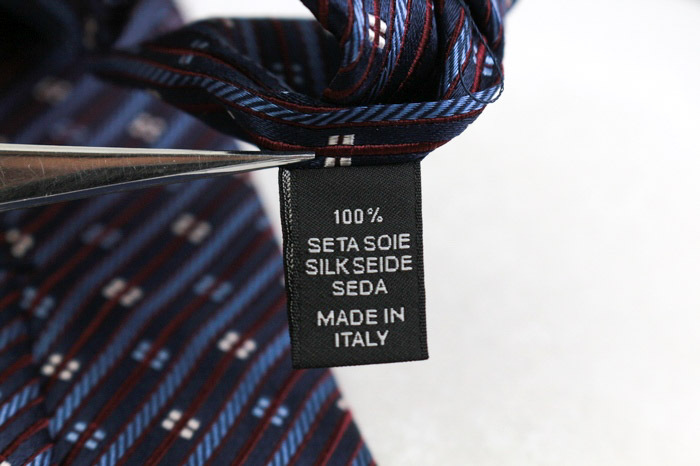 100%
SETA SOIE
SILK SEIDE
SEDA
MADE IN
ITALY